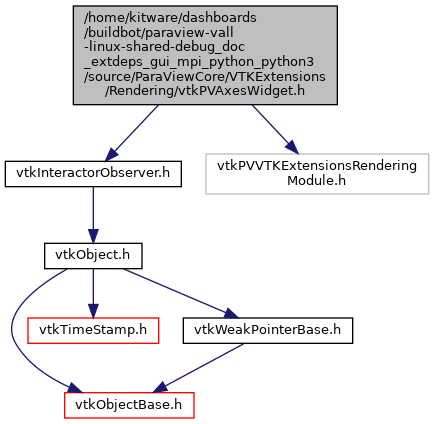 /home/kitware/dashboards
/buildbot/paraview-vall
-linux-shared-debug_doc
_extdeps_gui_mpi_python_python3
/source/ParaViewCore/VTKExtensions
/Rendering/vtkPVAxesWidget.h
vtkInteractorObserver.h
vtkPVVTKExtensionsRendering
Module.h
vtkObject.h
vtkTimeStamp.h
vtkWeakPointerBase.h
vtkObjectBase.h